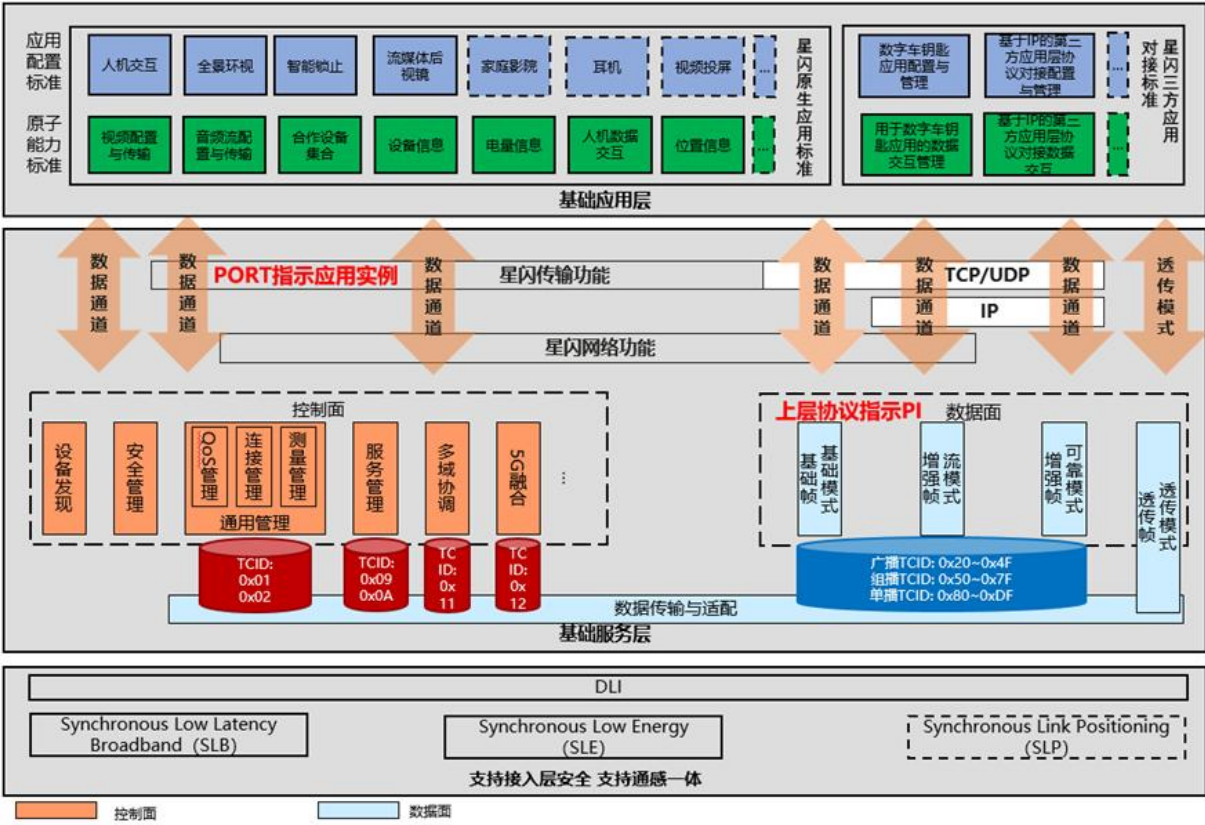 应用
配置
标准
人机交互
全景环视
智能锁止
流媒体后
视镜
家庭影院
耳机
视频投屏
...
星闪原生应用标准
数字车钥匙
应用配置与
管理
基于IP的第三
方应用层协
议对接配置
与管理
...
星闪三方应用
对接标准
原子
能力
标准
视频配置
与传输
音频流配
置与传输
合作设备
集合
设备信息
电量信息
人机数据
交互
位置信息
...
用于数字车钥
匙应用的数据
交互管理
基于IP的第三
方应用层协
议对接数据
交互
...
基础应用层
数据通道
数据通道
数据通道
数据通道
数据通道
数据通道
透传模式
PORT指示应用实例
星闪传输功能
TCP/UDP
IP
星闪网络功能
控制面
上层协议指示PI
数据面
设备发现
安全管理
QoS管理
连接管理
测量管理
通用管理
服务管理
多域协调
5G融合
...
基础模式
基础帧
流模式
增强帧
可靠模式
增强帧
透传模式
透传帧
TCID:
0x01
0x02
TCID:
0x09
0x0A
TC
ID:
0x
11
TC
ID:
0x
12
广播TCID: 0x20~0x4F
组播TCID: 0x50~0x7F
单播TCID: 0x80~0xDF
数据传输与适配
基础服务层
DLI
Synchronous Low Latency
Broadband (SLB)
Synchronous Low Energy
(SLE)
Synchronous Link Positioning
(SLP)
支持接入层安全 支持通感一体
控制面
数据面